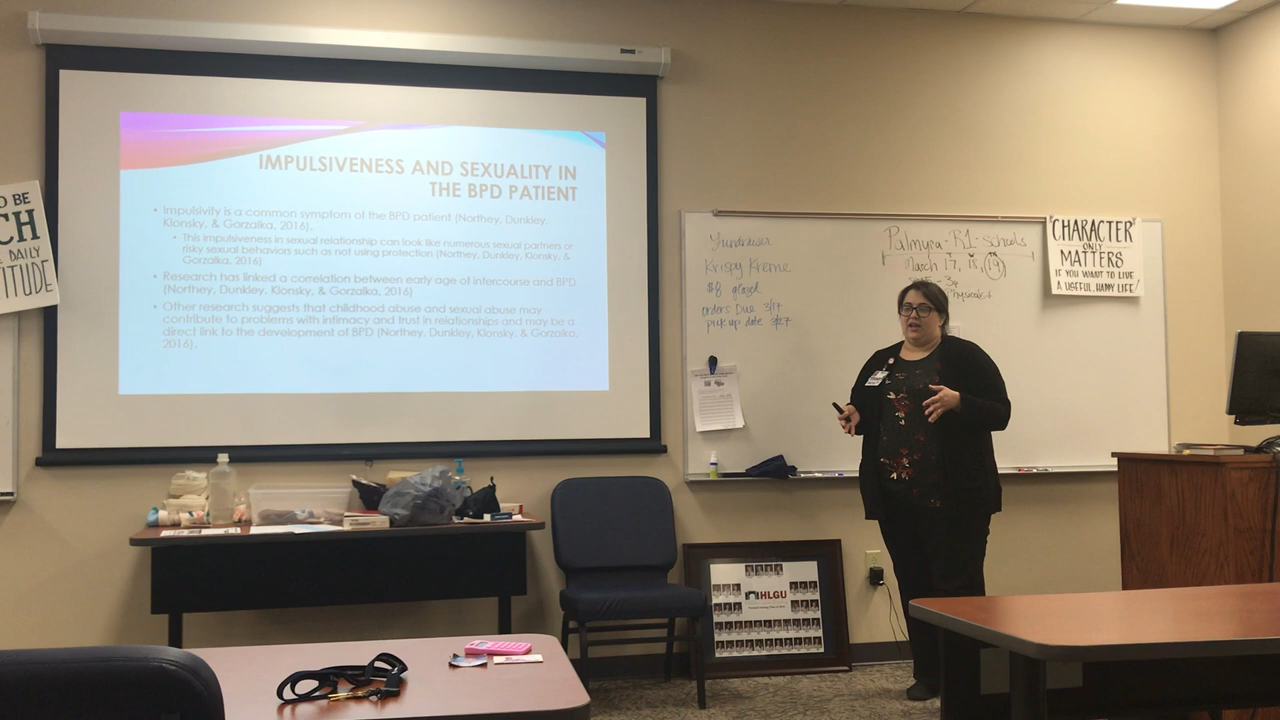 O BE
CH
DAILY
TITUDE
IMPULSIVENESS AND SEXUALITY IN
THE BPD PATIENT
• Impulsivity is a common symptom of the BPD patient (Northey, Dunkley,
Klonsky, & Gorzalka, 2016).
• This impulsiveness in sexual relationship can look like numerous sexual partners or
risky sexual behaviors such as not using protection (Northey, Dunkley, Klonsky, &
Gorzalka, 2016)
• Research has linked a correlation between early age of intercourse and BPD
(Northey, Dunkley, Klonsky, & Gorzalka, 2016)
• Other research suggests that childhood abuse and sexual abuse may
contribute to problems with intimacy and trust in relationships and may be a
direct link to the development of BPD (Northey, Dunkley, Klonsky, & Gorzalka,
2016).
Fundraiser
Krispy Kreme
$8 glazed
orders Due 3/17
pick up date 3/27
Palmyra-R1-Schools
March 17, 18, 19
Physicals
CHARACTER
ONLY
MATTERS
IF YOU WANT TO LIVE
A USEFUL, HAPPY LIFE!
HLGU